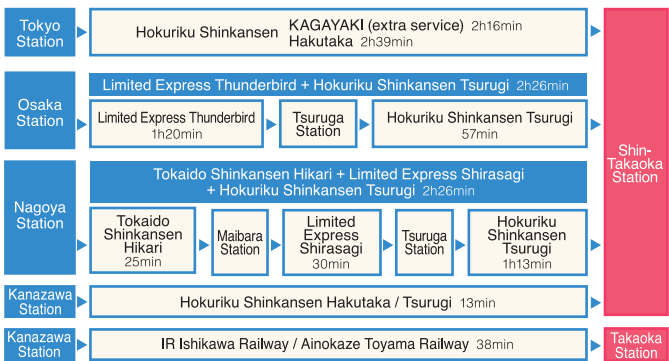 Tokyo
Station
Hokuriku Shinkansen
KAGAYAKI (extra service) 2h16min
Hakutaka 2h39min
Osaka
Station
Limited Express Thunderbird + Hokuriku Shinkansen Tsurugi 2h26min
Limited Express Thunderbird
1h20min
Tsuruga
Station
Hokuriku Shinkansen Tsurugi
57min
Shin-
Takaoka
Station
Nagoya
Station
Tokaido Shinkansen Hikari + Limited Express Shirasagi
+ Hokuriku Shinkansen Tsurugi 2h26min
Tokaido
Shinkansen
Hikari
25min
Maibara
Station
Limited
Express
Shirasagi
30min
Tsuruga
Station
Hokuriku
Shinkansen
Tsurugi
1h13min
Kanazawa
Station
Hokuriku Shinkansen Hakutaka / Tsurugi 13min
Kanazawa
Station
IR Ishikawa Railway / Ainokaze Toyama Railway 38min
Takaoka
Station